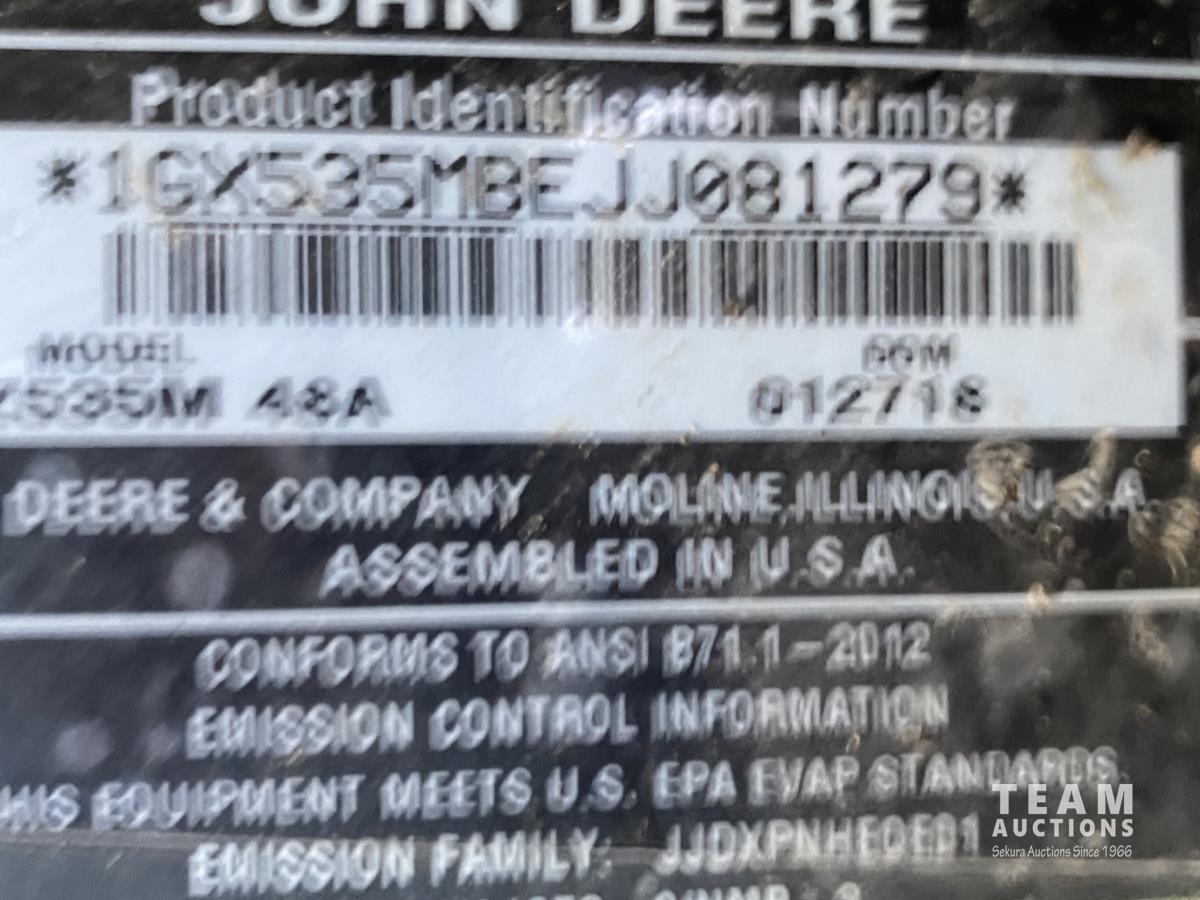 JOHN DEERE
Product Identification Number
*1GX535MBEJJ081279*
MODEL
Z535M 48A 012718
DEERE & COMPANY MOLINE, ILLINOIS U.S.A.
ASSEMBLED IN U.S.A.
CONFORMS TO ANSI B71.1-2012
EMISSION CONTROL INFORMATION
THIS EQUIPMENT MEETS U.S. EPA EVAP STANDARDS.
EMISSION FAMILY: JJDXPNHEQED1
TEAM
AUCTIONS
Sekura Auctions Since 1966